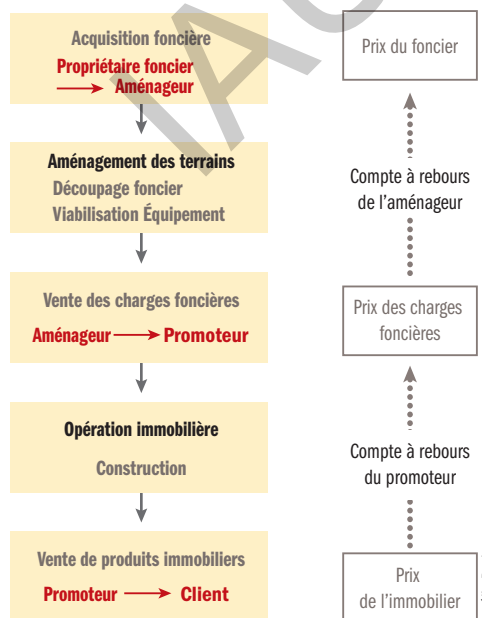 Acquisition foncière
Propriétaire foncier
Aménageur
Aménagement des terrains
Découpage foncier
Viabilisation Équipement
Vente des charges foncières
Aménageur Promoteur
Opération immobilière
Construction
Vente de produits immobiliers
Promoteur Client
Prix du foncier
Compte à rebours
de l'aménageur
Prix des charges
foncières
Compte à rebours
du promoteur
Prix
de l'immobilier